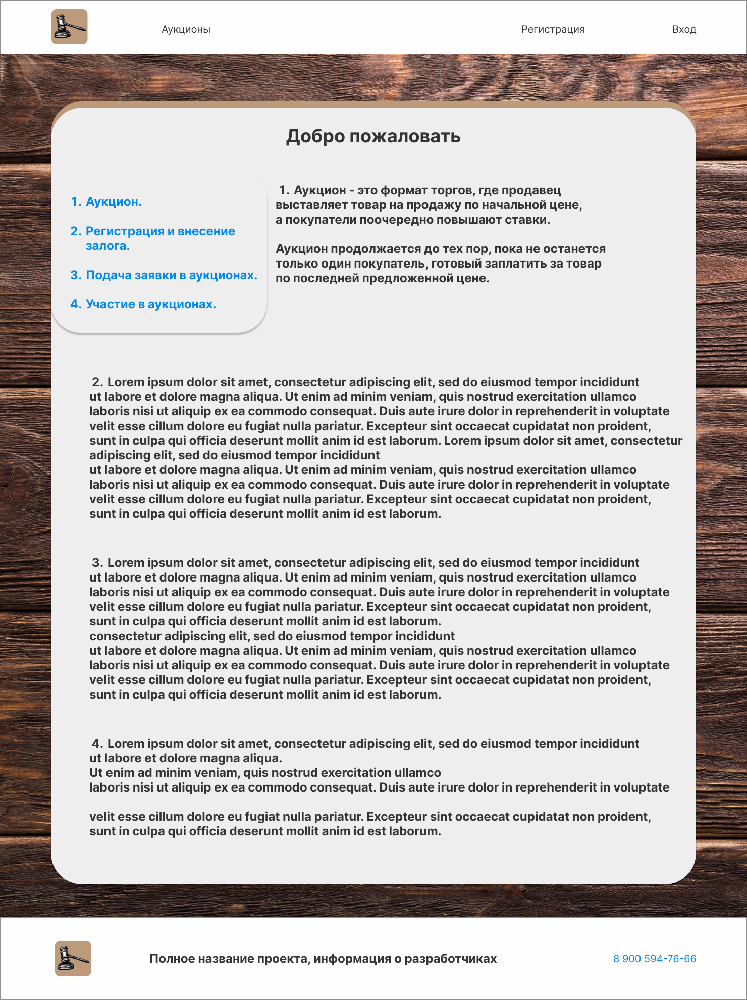 Аукционы
Регистрация
Вход
Добро пожаловать
1. Аукцион.
2. Регистрация и внесение
залога.
3. Подача заявки в аукционах.
4. Участие в аукционах.
1. Аукцион - это формат торгов, где продавец
выставляет товар на продажу по начальной цене,
а покупатели поочередно повышают ставки.
Аукцион продолжается до тех пор, пока не останется
только один покупатель, готовый заплатить за товар
по последней предложенной цене.
2. Lorem ipsum dolor sit amet, consectetur adipiscing elit, sed do eiusmod tempor incididunt
ut labore et dolore magna aliqua. Ut enim ad minim veniam, quis nostrud exercitation ullamco
laboris nisi ut aliquip ex ea commodo consequat. Duis aute irure dolor in reprehenderit in voluptate
velit esse cillum dolore eu fugiat nulla pariatur. Excepteur sint occaecat cupidatat non proident,
sunt in culpa qui officia deserunt mollit anim id est laborum. Lorem ipsum dolor sit amet, consectetur
adipiscing elit, sed do eiusmod tempor incididunt
ut labore et dolore magna aliqua. Ut enim ad minim veniam, quis nostrud exercitation ullamco
laboris nisi ut aliquip ex ea commodo consequat. Duis aute irure dolor in reprehenderit in voluptate
velit esse cillum dolore eu fugiat nulla pariatur. Excepteur sint occaecat cupidatat non proident,
sunt in culpa qui officia deserunt mollit anim id est laborum.
3. Lorem ipsum dolor sit amet, consectetur adipiscing elit, sed do eiusmod tempor incididunt
ut labore et dolore magna aliqua. Ut enim ad minim veniam, quis nostrud exercitation ullamco
laboris nisi ut aliquip ex ea commodo consequat. Duis aute irure dolor in reprehenderit in voluptate
velit esse cillum dolore eu fugiat nulla pariatur. Excepteur sint occaecat cupidatat non proident,
sunt in culpa qui officia deserunt mollit anim id est laborum.
consectetur adipiscing elit, sed do eiusmod tempor incididunt
ut labore et dolore magna aliqua. Ut enim ad minim veniam, quis nostrud exercitation ullamco
laboris nisi ut aliquip ex ea commodo consequat. Duis aute irure dolor in reprehenderit in voluptate
velit esse cillum dolore eu fugiat nulla pariatur. Excepteur sint occaecat cupidatat non proident,
sunt in culpa qui officia deserunt mollit anim id est laborum.
4. Lorem ipsum dolor sit amet, consectetur adipiscing elit, sed do eiusmod tempor incididunt
ut labore et dolore magna aliqua.
Ut enim ad minim veniam, quis nostrud exercitation ullamco
laboris nisi ut aliquip ex ea commodo consequat. Duis aute irure dolor in reprehenderit in voluptate
velit esse cillum dolore eu fugiat nulla pariatur. Excepteur sint occaecat cupidatat non proident,
sunt in culpa qui officia deserunt mollit anim id est laborum.
Полное название проекта, информация о разработчиках
8 900 594-76-66